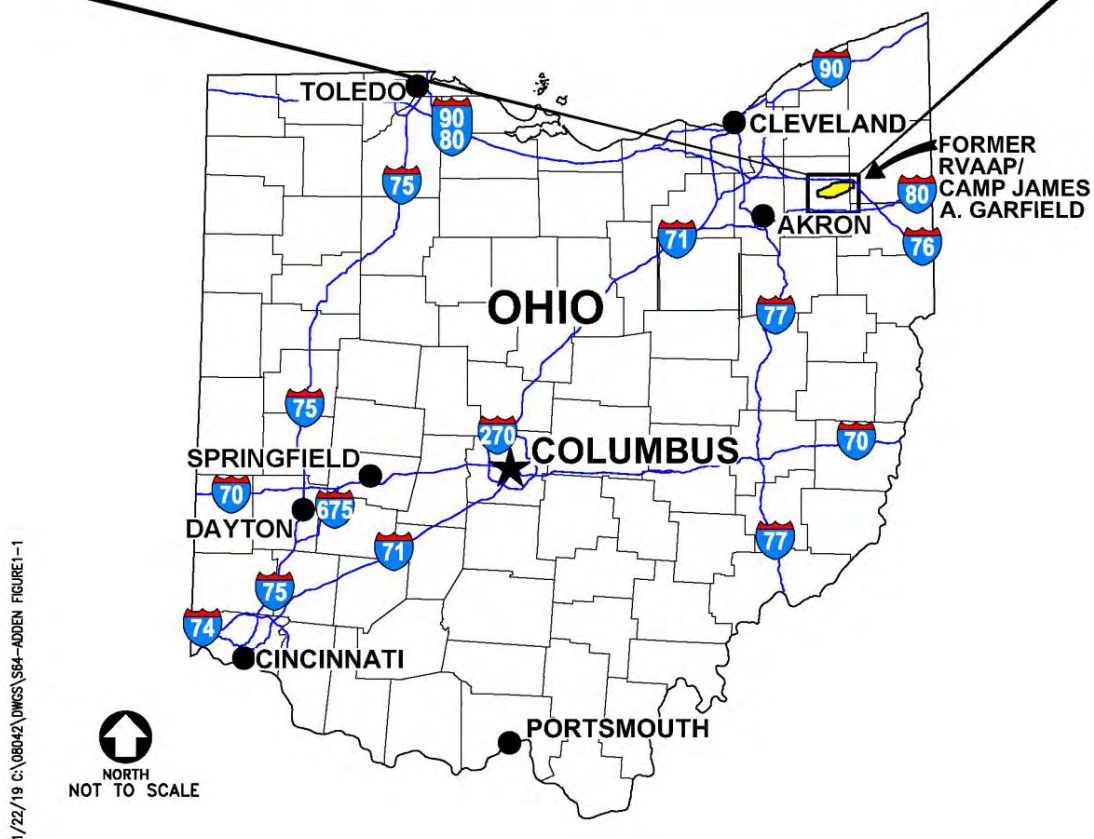 90
TOLEDO
90
80
CLEVELAND
FORMER
RVAAP/
CAMP JAMES
A. GARFIELD
80
75
AKRON
71
76
OHIO
77
75
270
COLUMBUS
70
SPRINGFIELD
70
675
DAYTON
71
77
75
74
CINCINNATI
PORTSMOUTH
NORTH
NOT TO SCALE
1/22/19 C:\08042\DWGS\S64-ADDEN FIGURE1-1